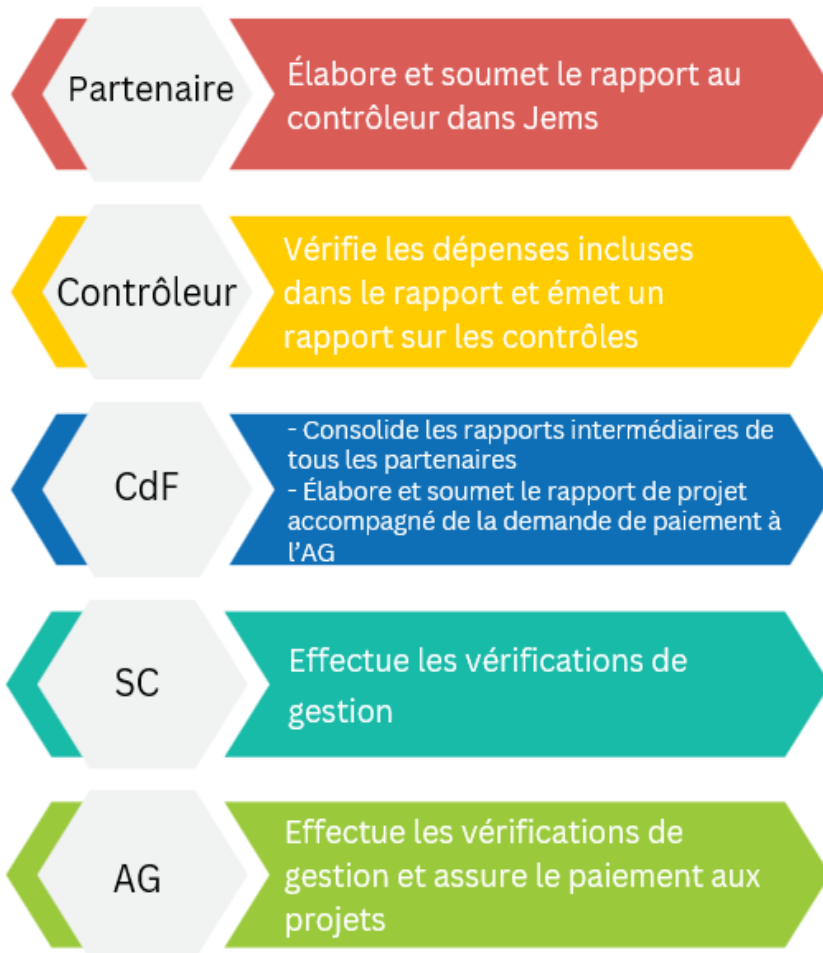 Partenaire
Élabore et soumet le rapport au
contrôleur dans Jems
Contrôleur
Vérifie les dépenses incluses
dans le rapport et émet un
rapport sur les contrôles
CdF
- Consolide les rapports intermédiaires de
tous les partenaires
- Élabore et soumet le rapport de projet
accompagné de la demande de paiement à
l’AG
SC
Effectue les vérifications de
gestion
AG
Effectue les vérifications de
gestion et assure le paiement aux
projets